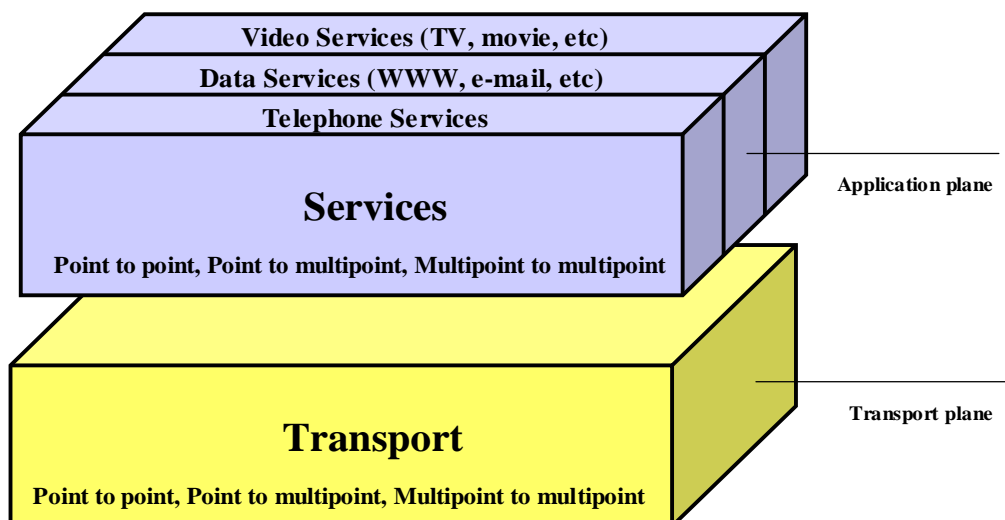 Video Services (TV, movie, etc)
Data Services (WWW, e-mail, etc)
Telephone Services
Services
Point to point, Point to multipoint, Multipoint to multipoint
Application plane
Transport
Point to point, Point to multipoint, Multipoint to multipoint
Transport plane